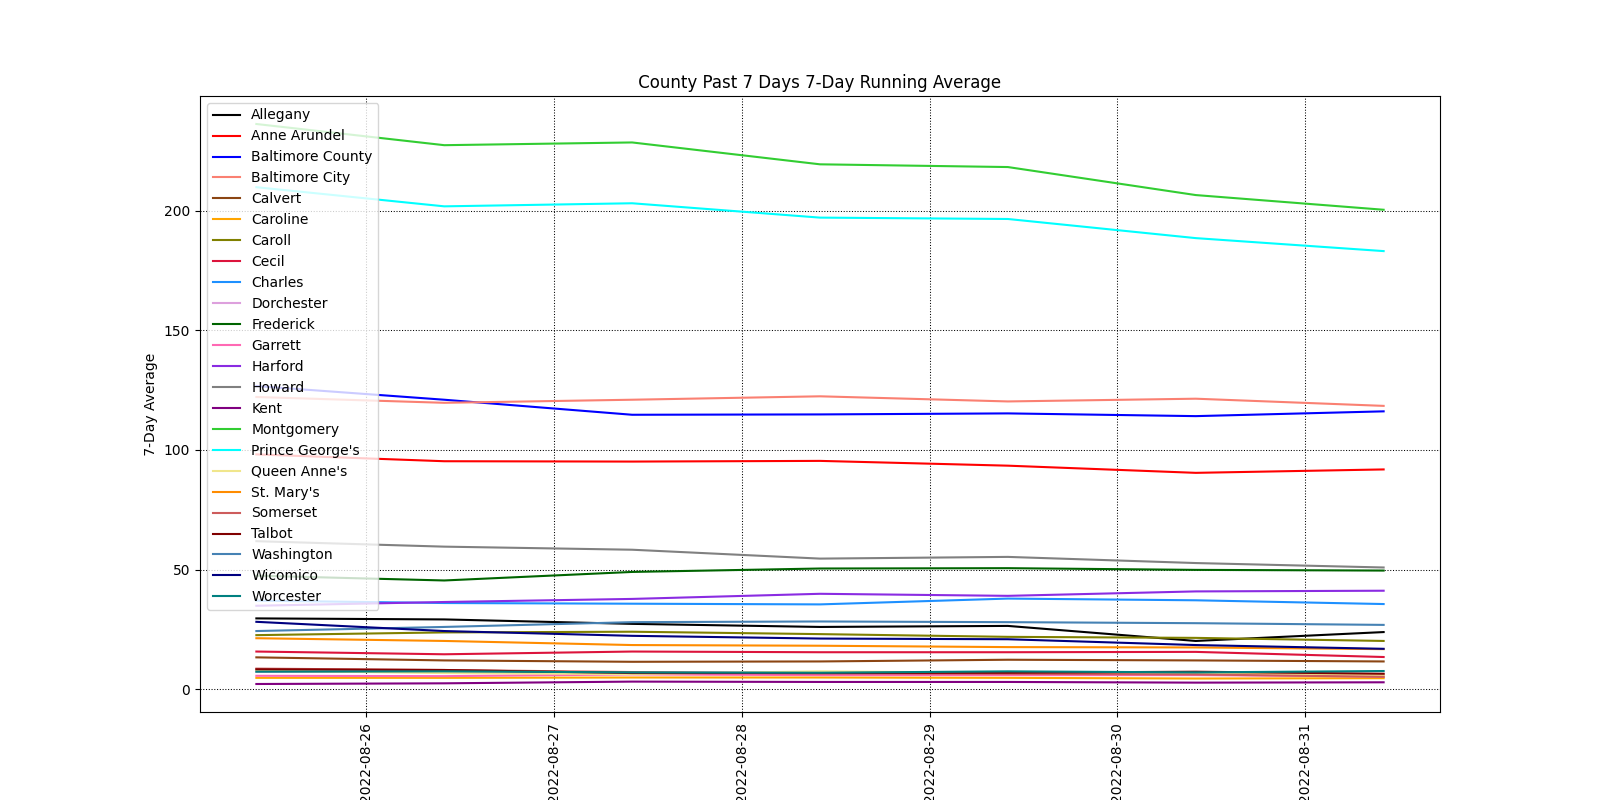 County Past 7 Days 7-Day Running Average
Allegany
Anne Arundel
Baltimore County
Baltimore City
Calvert
Caroline
Caroll
Cecil
Charles
Dorchester
Frederick
Garrett
Harford
Howard
Kent
Montgomery
Prince George's
Queen Anne's
St. Mary's
Somerset
Talbot
Washington
Wicomico
Worcester
7-Day Average
200
150
100
50
0
2022-08-26
2022-08-27
2022-08-28
2022-08-29
2022-08-30
2022-08-31